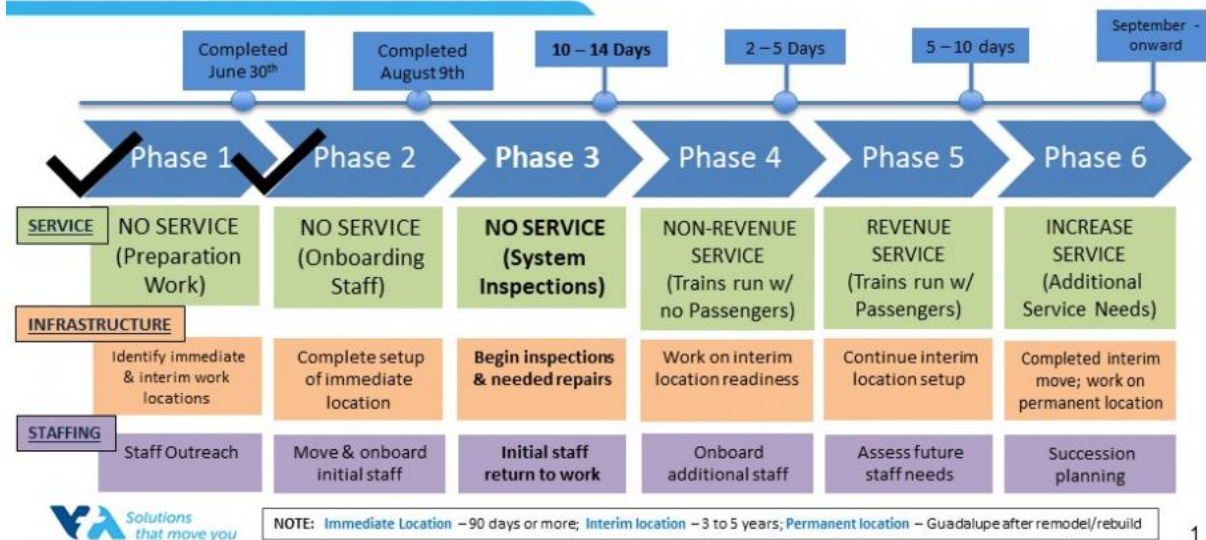 Completed
June 30th
Completed
August 9th
10 – 14 Days
2 – 5 Days
5 – 10 days
September -
onward
Phase 1
Phase 2
Phase 3
Phase 4
Phase 5
Phase 6
SERVICE
NO SERVICE
(Preparation
Work)
NO SERVICE
(Onboarding
Staff)
NO SERVICE
(System
Inspections)
NON-REVENUE
SERVICE
(Trains run w/
no Passengers)
REVENUE
SERVICE
(Trains run w/
Passengers)
INCREASE
SERVICE
(Additional
Service Needs)
INFRASTRUCTURE
Identify immediate
& interim work
locations
Complete setup
of immediate
location
Begin inspections
& needed repairs
Work on interim
location readiness
Continue interim
location setup
Completed interim
move; work on
permanent location
STAFFING
Staff Outreach
Move & onboard
initial staff
Initial staff
return to work
Onboard
additional staff
Assess future
staff needs
Succession
planning
VTA
Solutions
that move you
NOTE: Immediate Location – 90 days or more; Interim location – 3 to 5 years; Permanent location – Guadalupe after remodel/rebuild
1